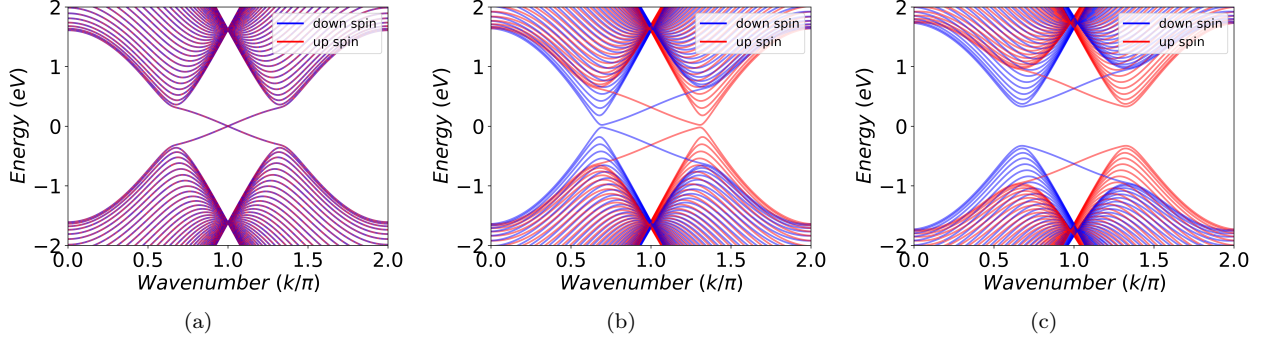 2
1
0
−1
−2
Energy (eV)
0.0 0.5 1.0 1.5 2.0
Wavenumber (k/π)
down spin
up spin
(a)
2
1
0
−1
−2
Energy (eV)
0.0 0.5 1.0 1.5 2.0
Wavenumber (k/π)
down spin
up spin
(b)
2
1
0
−1
−2
Energy (eV)
0.0 0.5 1.0 1.5 2.0
Wavenumber (k/π)
down spin
up spin
(c)